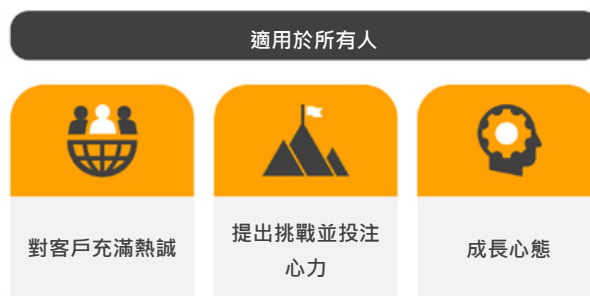 適用於所有人
對客戶充滿熱誠
提出挑戰並投注
心力
成長心態